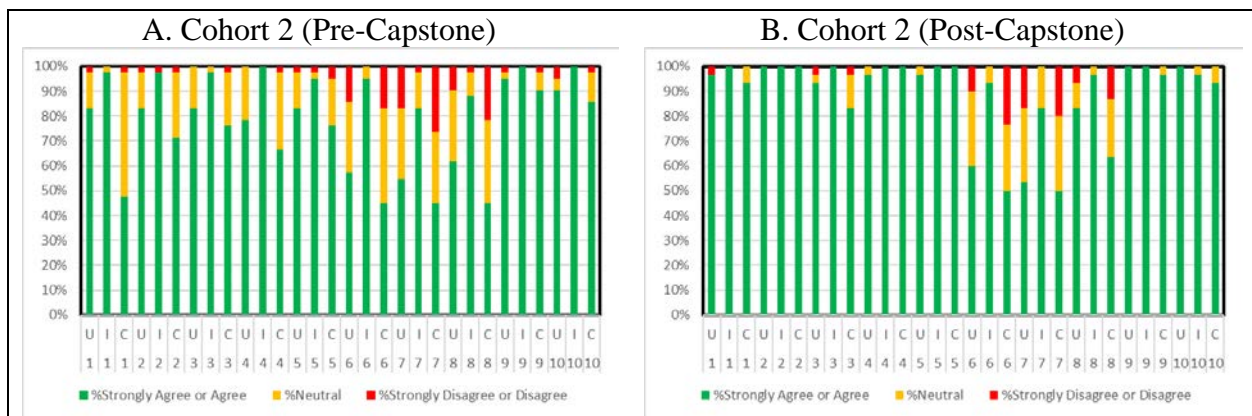 A. Cohort 2 (Pre-Capstone)
100%
90%
80%
70%
60%
50%
40%
30%
20%
10%
0%
U I C U I C U I C U I C U I C U I C U I C U I C U I C U I C
1 1 1 2 2 2 3 3 3 4 4 4 5 5 5 6 6 6 7 7 7 8 8 8 9 9 9 10 10 10
%Strongly Agree or Agree %Neutral %Strongly Disagree or Disagree
B. Cohort 2 (Post-Capstone)
100%
90%
80%
70%
60%
50%
40%
30%
20%
10%
0%
U I C U I C U I C U I C U I C U I C U I C U I C U I C U I C
1 1 1 2 2 2 3 3 3 4 4 4 5 5 5 6 6 6 7 7 7 8 8 8 9 9 9 10 10 10
%Strongly Agree or Agree %Neutral %Strongly Disagree or Disagree